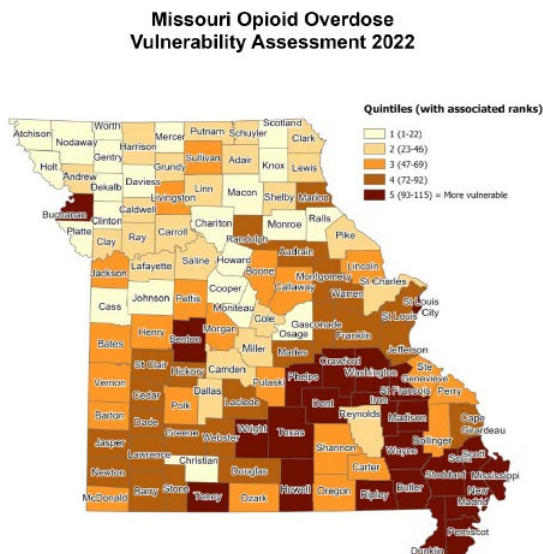 Missouri Opioid Overdose
Vulnerability Assessment 2022
Quintiles (with associated ranks)
1 (1-22)
2 (23-46)
3 (47-69)
4 (72-92)
5 (93-115) = More vulnerable
Scotland
Worth
Putnam Schuyler
Atchison
Mercer
Clark
Nodaway
Harrison
Gentry
Sullivan
Adair
Knox
Lewis
Holt
Grundy
Andrew
Daviess
Linn
Macon
Shelby
Marion
Dekalb
Livingston
Buchanan
Clinton
Caldwell
Chariton
Monroe
Ralls
Platte
Clay
Ray
Carroll
Randolph
Pike
Saline
Howard
Audrain
Jackson
Lafayette
Boone
Lincoln
Montgomery
Callaway
Warren
St Charles
Cooper
Johnson
Pettis
Cass
Moniteau
St Louis
City
St Louis
Cole
Gasconade
Osage
Franklin
Henry
Benton
Morgan
Bates
Miller
Jefferson
Maries
St Clair
Hickory
Camden
Crawford
Washington
Ste
Genevieve
Phelps
St Francois
Perry
Vernon
Dallas
Pulaski
Cedar
Polk
Laclede
Dent
Iron
Reynolds
Madison
Cape
Girardeau
Barton
Dade
Greene
Webster
Wright
Texas
Bollinger
Jasper
Lawrence
Christian
Shannon
Wayne
Scott
Newton
Douglas
Carter
Stoddard
Mississippi
McDonald
Barry
Stone
Taney
Ozark
Howell
Oregon
Ripley
Butler
New
Madrid
Pemiscot
Dunklin